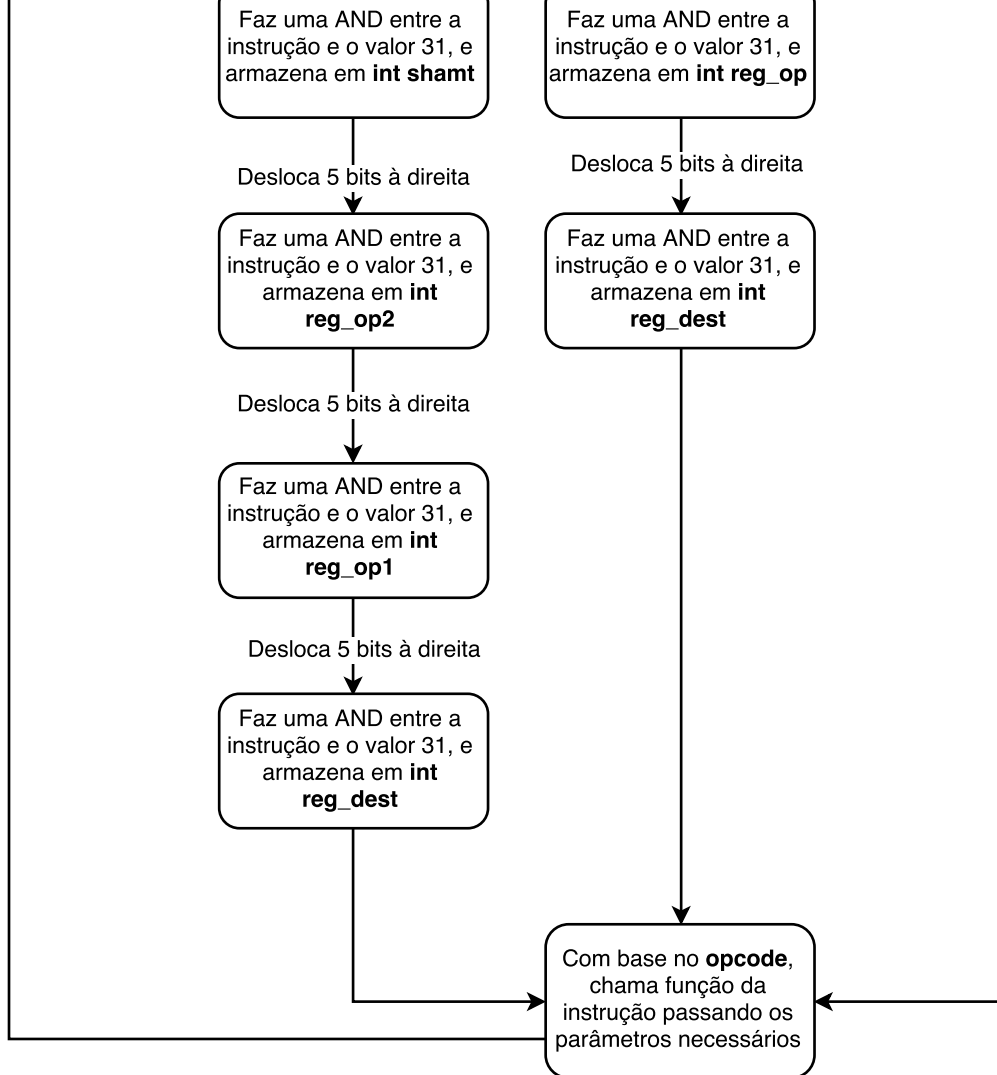 Faz uma AND entre a
instrução e o valor 31, e
armazena em int shamt
Desloca 5 bits à direita
Faz uma AND entre a
instrução e o valor 31, e
armazena em int
reg_op2
Desloca 5 bits à direita
Faz uma AND entre a
instrução e o valor 31, e
armazena em int
reg_op1
Desloca 5 bits à direita
Faz uma AND entre a
instrução e o valor 31, e
armazena em int
reg_dest
Faz uma AND entre a
instrução e o valor 31, e
armazena em int reg_op
Desloca 5 bits à direita
Faz uma AND entre a
instrução e o valor 31, e
armazena em int
reg_dest
Com base no opcode,
chama função da
instrução passando os
parâmetros necessários